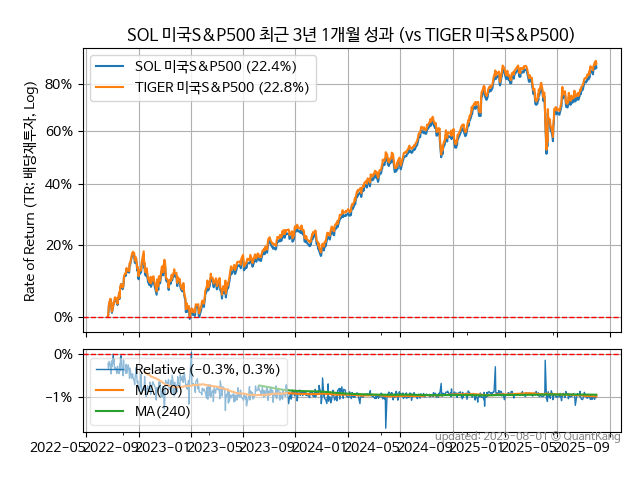 SOL 미국S&P500 최근 3년 1개월 성과 (vs TIGER 미국S&P500)
Rate of Return (TR: 배당재투자, Log)
80%
60%
40%
20%
0%
SOL 미국S&P500 (22.4%)
TIGER 미국S&P500 (22.8%)
0%
-1%
Relative (-0.3%, 0.3%)
MA(60)
MA(240)
updated: 2025-08-01 @QuantKang
2022-05 2022-09 2023-01 2023-05 2023-09 2024-01 2024-05 2024-09 2025-01 2025-05 2025-09